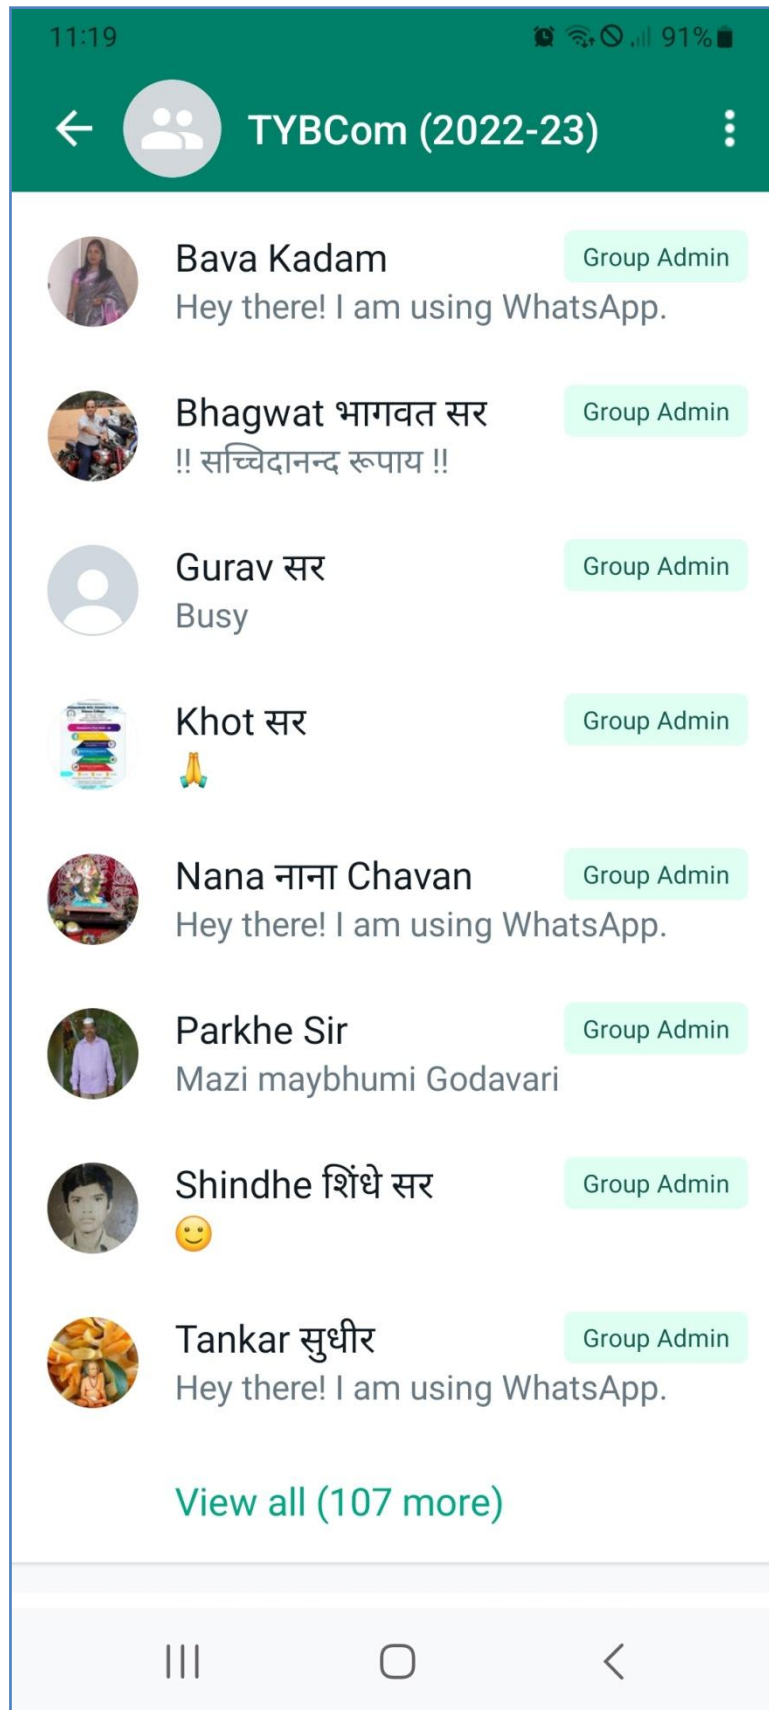 11:19
91%
TYBCom (2022-23)
Bava Kadam
Group Admin
Hey there! I am using WhatsApp.
Bhagwat भागवत सर
Group Admin
!! सच्चिदानन्द रूपाय !!
Gurav सर
Group Admin
Busy
Khot सर
Group Admin
🙏
Nana नाना Chavan
Group Admin
Hey there! I am using WhatsApp.
Parkhe Sir
Group Admin
Mazi maybhumi Godavari
Shindhe शिंधे सर
Group Admin
🙂
Tankar सुधीर
Group Admin
Hey there! I am using WhatsApp.
View all (107 more)